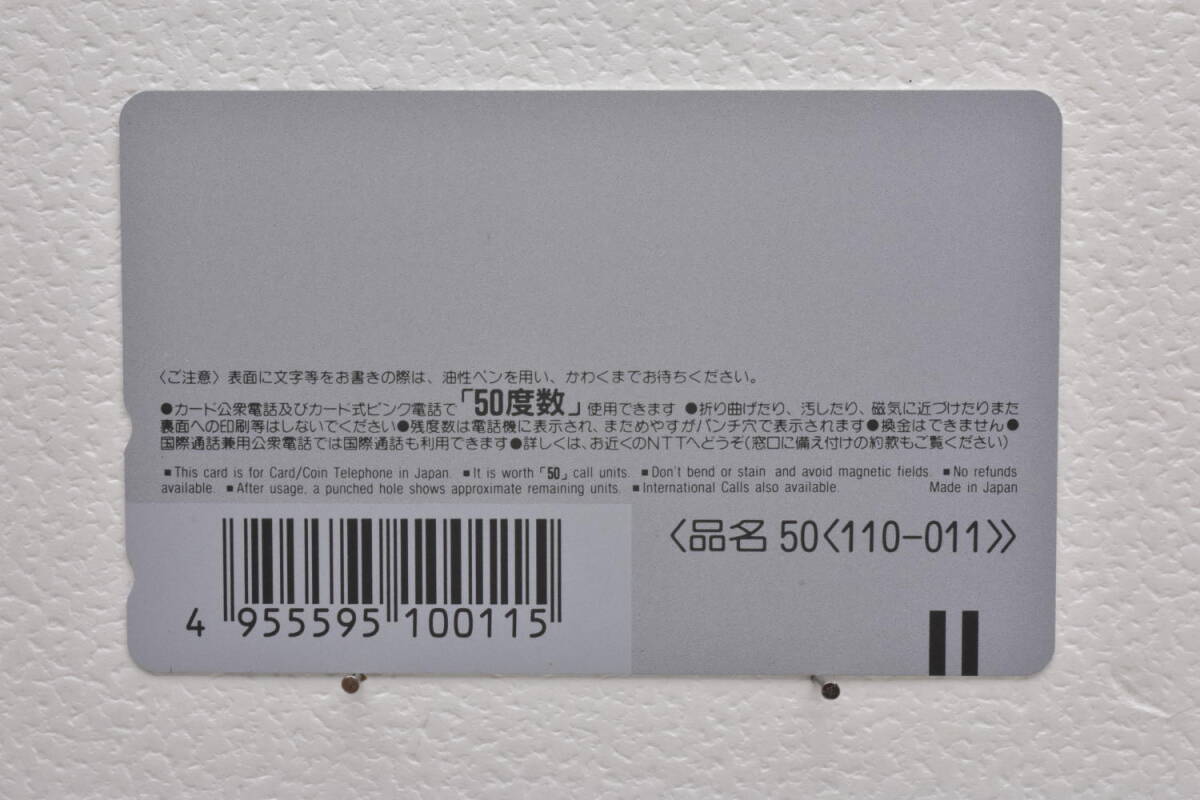 〈ご注意〉表面に文字等をお書きの際は、油性ペンを用い、かわくまでお待ちください。
●カード公衆電話及びカード式ピンク電話で「50度数」使用できます ●折り曲げたり、汚したり、磁気に近づけたりまた
裏面への印刷等はしないでください●残度数は電話機に表示され、まためやすがパンチ穴で表示されます●換金はできません●
国際通話兼用公衆電話では国際通話も利用できます●詳しくは、お近くのNTTへどうぞ(窓口に備え付けの約款もご覧ください)
■This card is for Card/Coin Telephone in Japan. ■It is worth「50」call units. ■Don't bend or stain and avoid magnetic fields. ■No refunds
available. ■After usage, a punched hole shows approximate remaining units. ■International Calls also available. Made in Japan
〈品名 50〈110-011〉〉
4 955595 100115